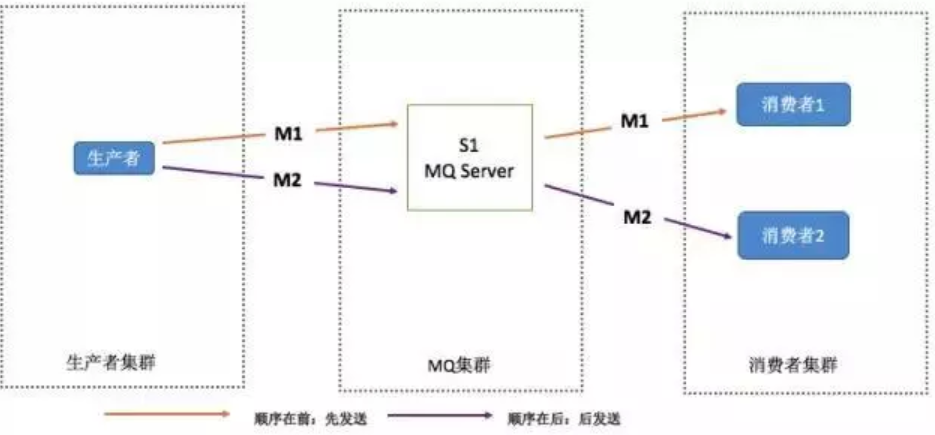 M1
M2
生产者
S1
MQ Server
M1
M2
消费者1
消费者2
生产者集群
MQ集群
消费者集群
顺序在前：先发送
顺序在后：后发送